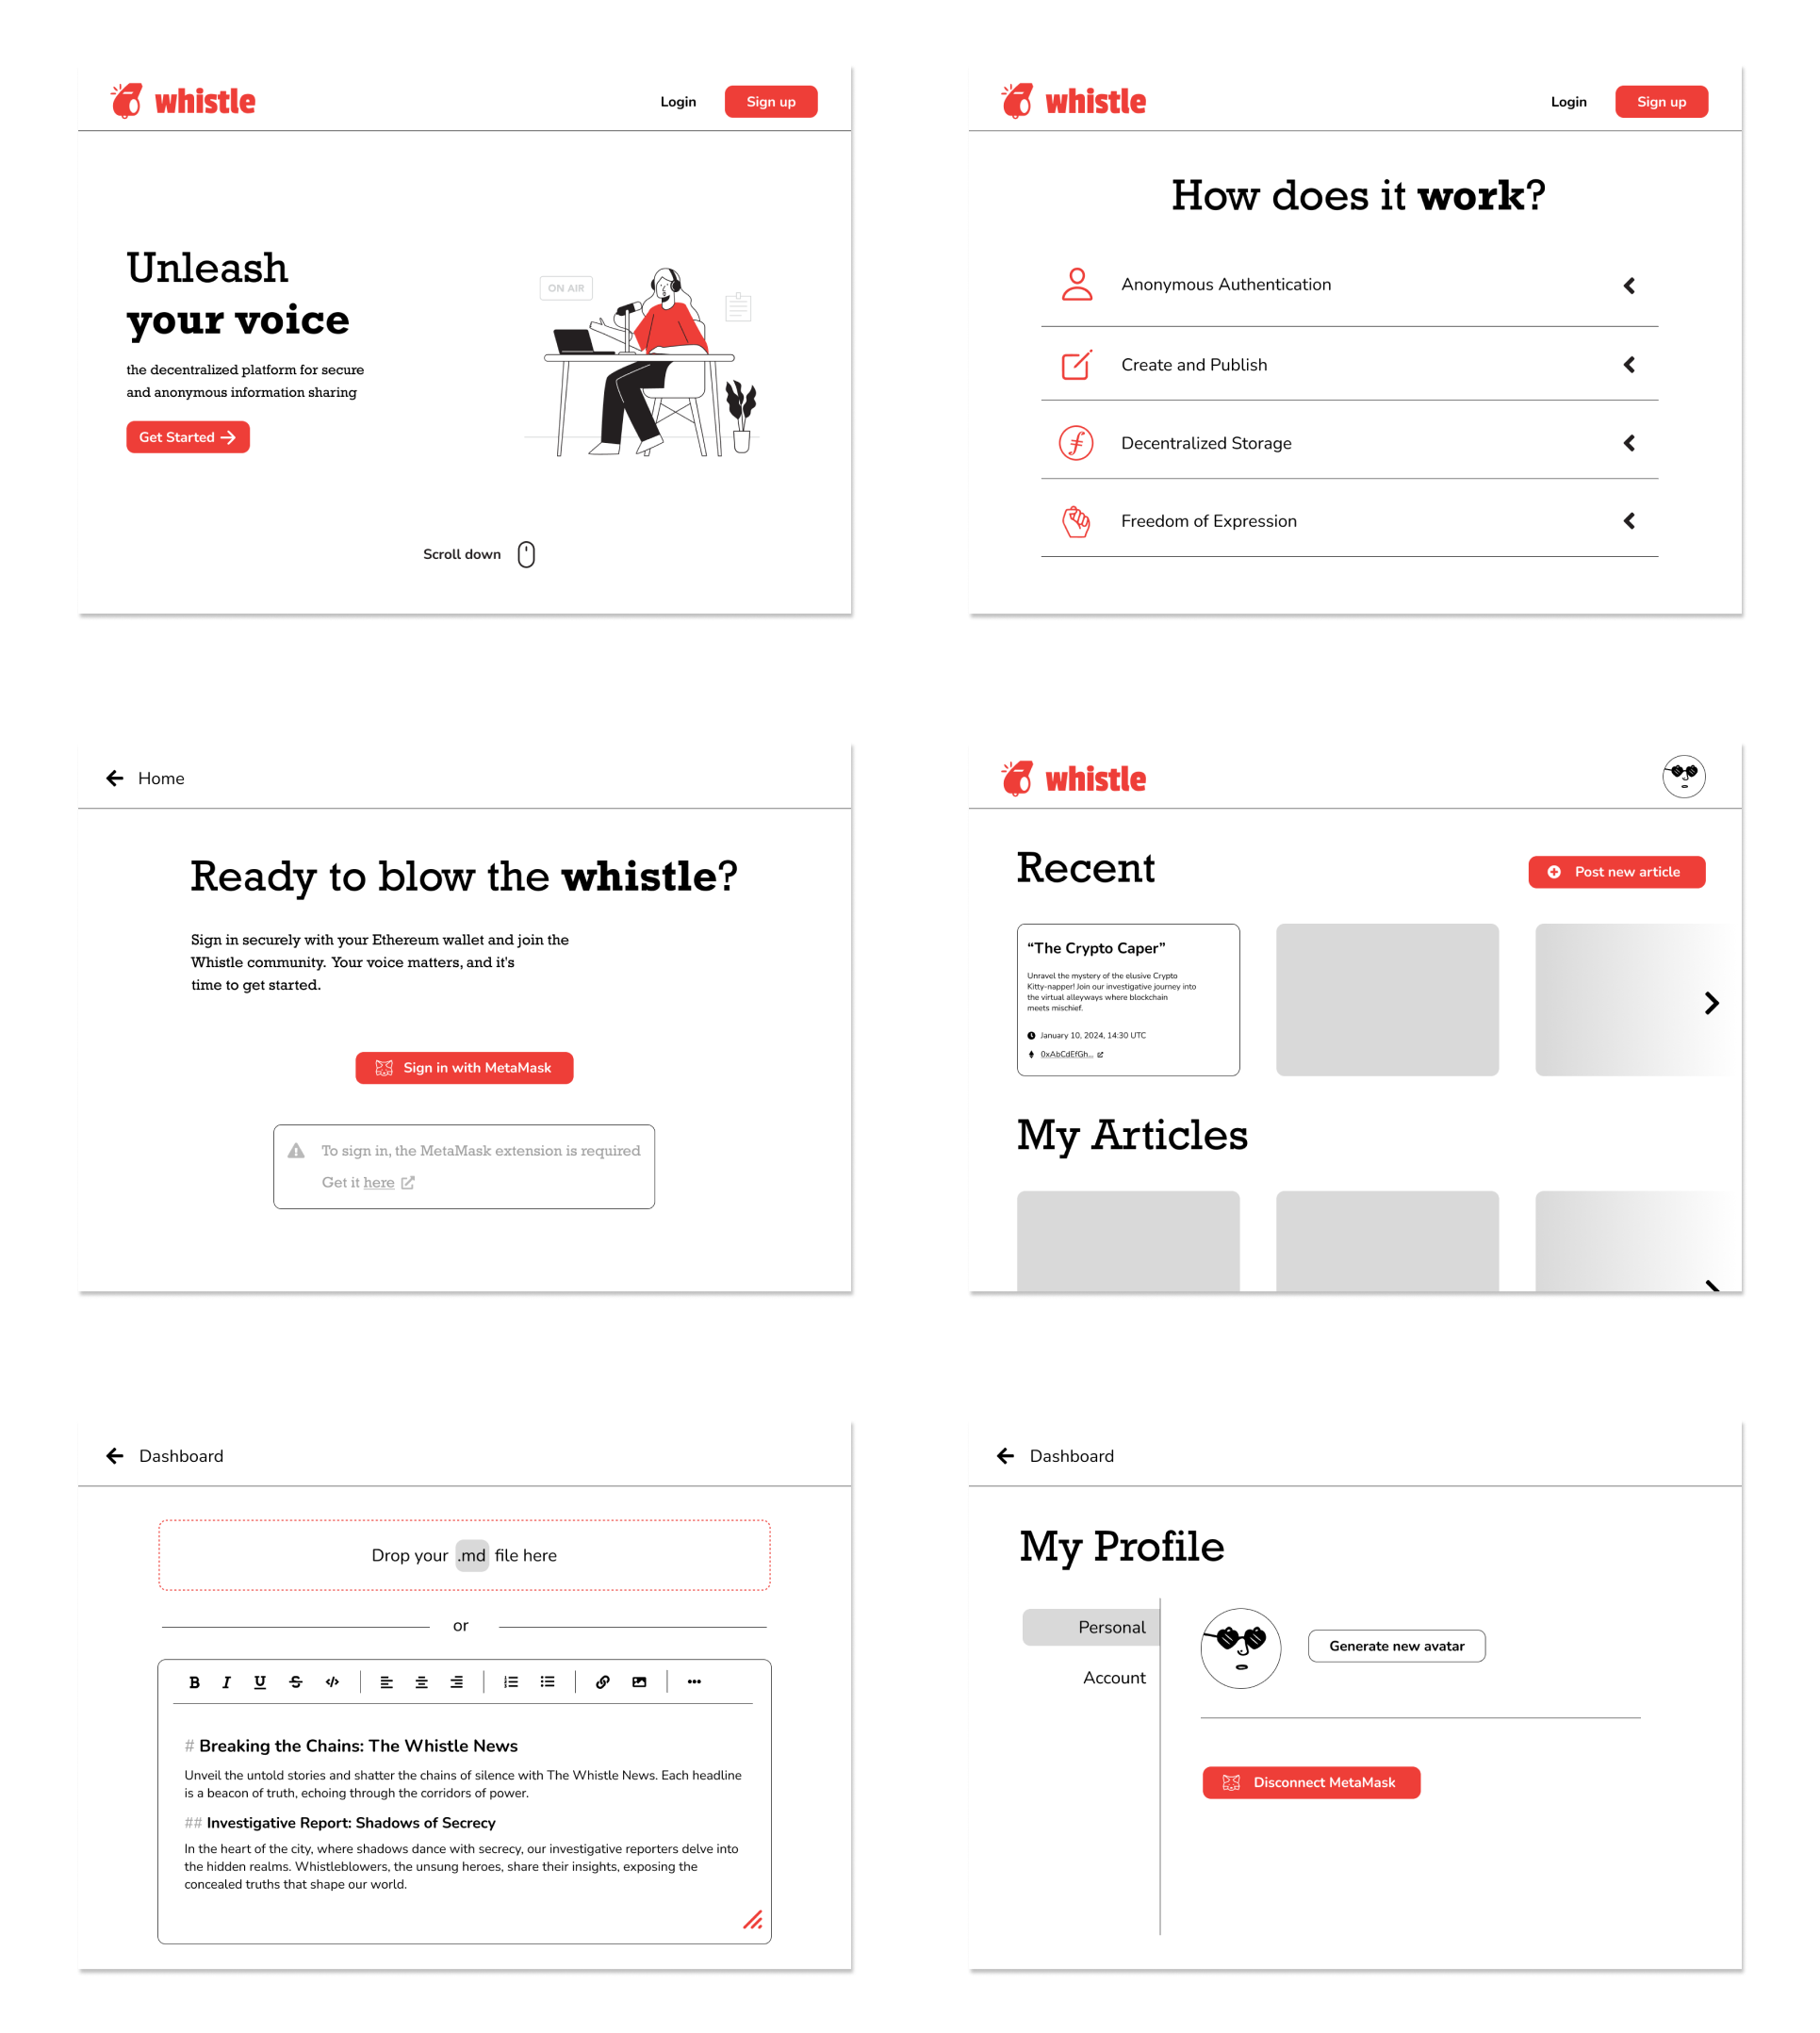 whistle
Login
Sign up
Unleash
your voice
the decentralized platform for secure
and anonymous information sharing
Get Started
ON AIR
Scroll down
whistle
Login
Sign up
How does it work?
Anonymous Authentication
Create and Publish
Decentralized Storage
Freedom of Expression
Home
Ready to blow the whistle?
Sign in securely with your Ethereum wallet and join the
Whistle community. Your voice matters, and it's
time to get started.
Sign in with MetaMask
To sign in, the MetaMask extension is required
Get it here
whistle
Recent
Post new article
“The Crypto Caper”
Unravel the mystery of the elusive Crypto
Kitty-napper! Join our investigative journey into
the virtual alleyways where blockchain
meets mischief.
January 10, 2024, 14:30 UTC
0xAbCdEfGh...
My Articles
Dashboard
Drop your .md file here
or
B I U S </>
# Breaking the Chains: The Whistle News
Unveil the untold stories and shatter the chains of silence with The Whistle News. Each headline
is a beacon of truth, echoing through the corridors of power.
## Investigative Report: Shadows of Secrecy
In the heart of the city, where shadows dance with secrecy, our investigative reporters delve into
the hidden realms. Whistleblowers, the unsung heroes, share their insights, exposing the
concealed truths that shape our world.
Dashboard
My Profile
Personal
Account
Generate new avatar
Disconnect MetaMask